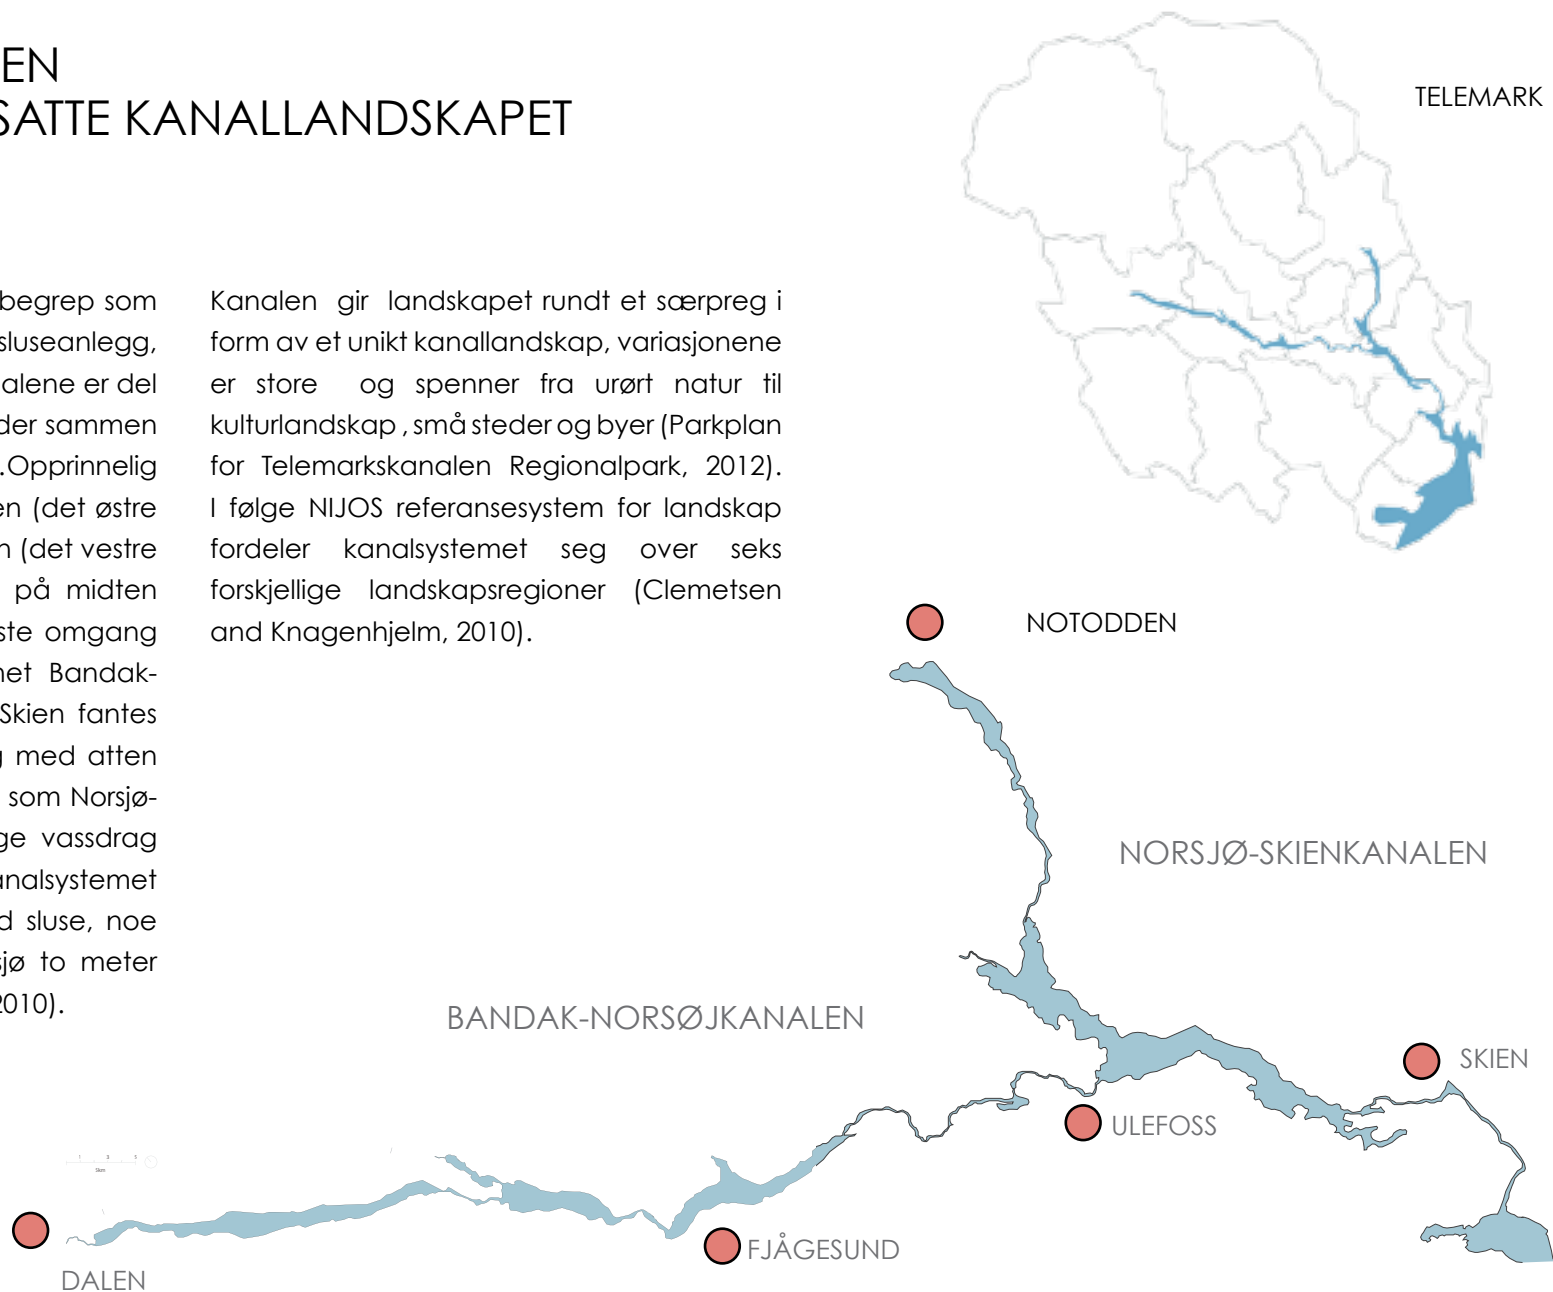 EN
SATTE KANALLANDSKAPET
begrep som
sluseanlegg,
alene er del
der sammen
.Opprinnelig
en (det østre
n (det vestre
på midten
ste omgang
net Bandak-
Skien fantes
g med atten
som Norsjø-
ge vassdrag
analsystemet
d sluse, noe
sjø to meter
2010).
Kanalen gir landskapet rundt et særpreg i
form av et unikt kanallandskap, variasjonene
er store og spenner fra urørt natur til
kulturlandskap , små steder og byer (Parkplan
for Telemarkskanalen Regionalpark, 2012).
I følge NIJOS referansesystem for landskap
fordeler kanalsystemet seg over seks
forskjellige landskapsregioner (Clemetsen
and Knagenhjelm, 2010).
TELEMARK
NOTODDEN
NORSJØ-SKIENKANALEN
BANDAK-NORSØJKANALEN
SKIEN
ULEFOSS
FJÅGESUND
DALEN